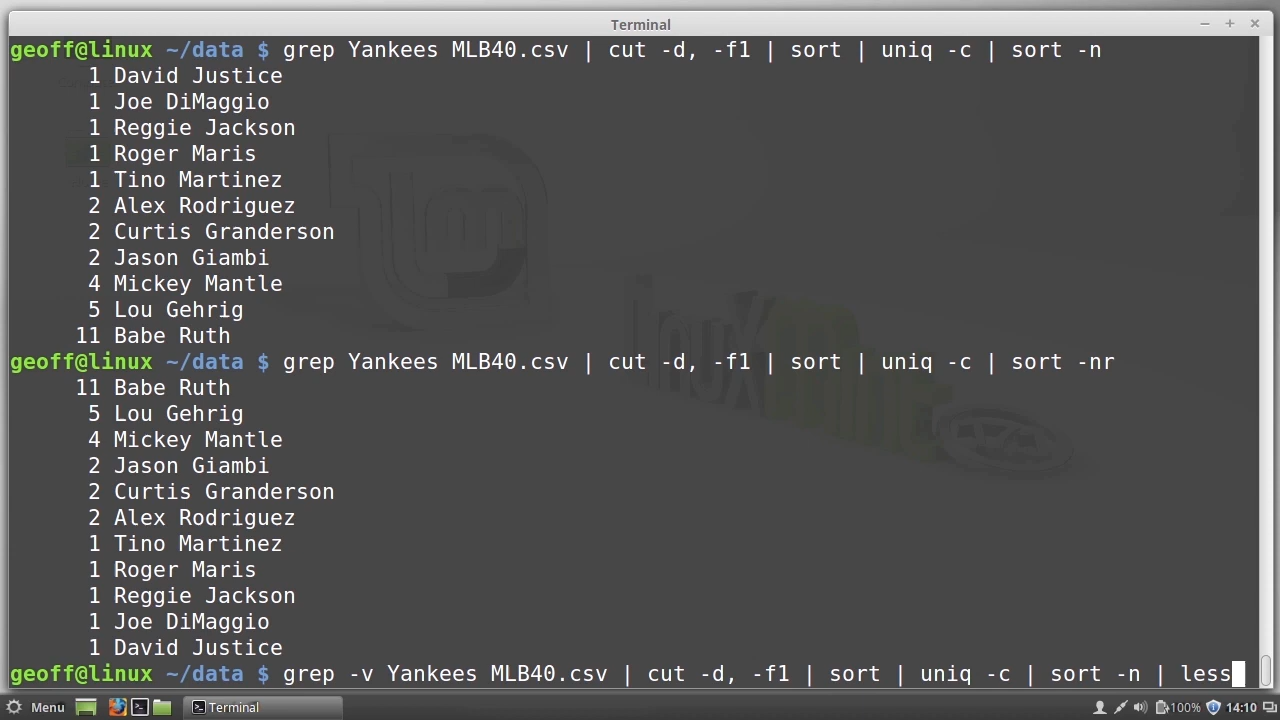 Terminal
geoff@linux ~/data $ grep Yankees MLB40.csv | cut -d, -f1 | sort | uniq -c | sort -n
1 David Justice
1 Joe DiMaggio
1 Reggie Jackson
1 Roger Maris
1 Tino Martinez
2 Alex Rodriguez
2 Curtis Granderson
2 Jason Giambi
4 Mickey Mantle
5 Lou Gehrig
11 Babe Ruth
geoff@linux ~/data $ grep Yankees MLB40.csv | cut -d, -f1 | sort | uniq -c | sort -nr
11 Babe Ruth
5 Lou Gehrig
4 Mickey Mantle
2 Jason Giambi
2 Curtis Granderson
2 Alex Rodriguez
1 Tino Martinez
1 Roger Maris
1 Reggie Jackson
1 Joe DiMaggio
1 David Justice
geoff@linux ~/data $ grep -v Yankees MLB40.csv | cut -d, -f1 | sort | uniq -c | sort -n | less
Menu Terminal 100% 14:10